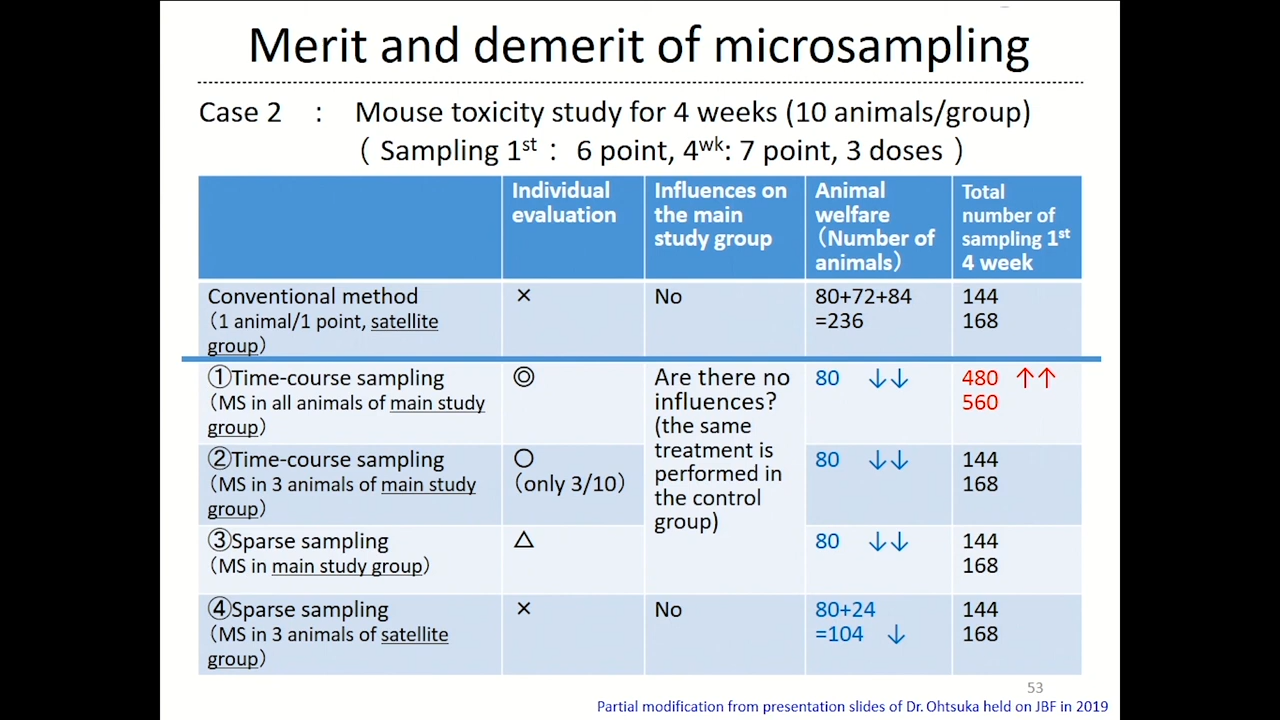 Merit and demerit of microsampling
Case 2 : Mouse toxicity study for 4 weeks (10 animals/group)
( Sampling 1st : 6 point, 4wk: 7 point, 3 doses )
Individual
evaluation
Influences on
the main
study group
Animal
welfare
(Number of
animals)
Total
number of
sampling 1st
4 week
Conventional method
(1 animal/1 point, satellite
group)
×
No
80+72+84
=236
144
168
①Time-course sampling
(MS in all animals of main study
group)
◎
Are there no
influences?
(the same
treatment is
performed in
the control
group)
80 ↓↓
480 ↑↑
560
②Time-course sampling
(MS in 3 animals of main study
group)
○
(only 3/10)
80 ↓↓
144
168
③Sparse sampling
(MS in main study group)
△
80 ↓↓
144
168
④Sparse sampling
(MS in 3 animals of satellite
group)
×
No
80+24
=104 ↓
144
168
53
Partial modification from presentation slides of Dr. Ohtsuka held on JBF in 2019